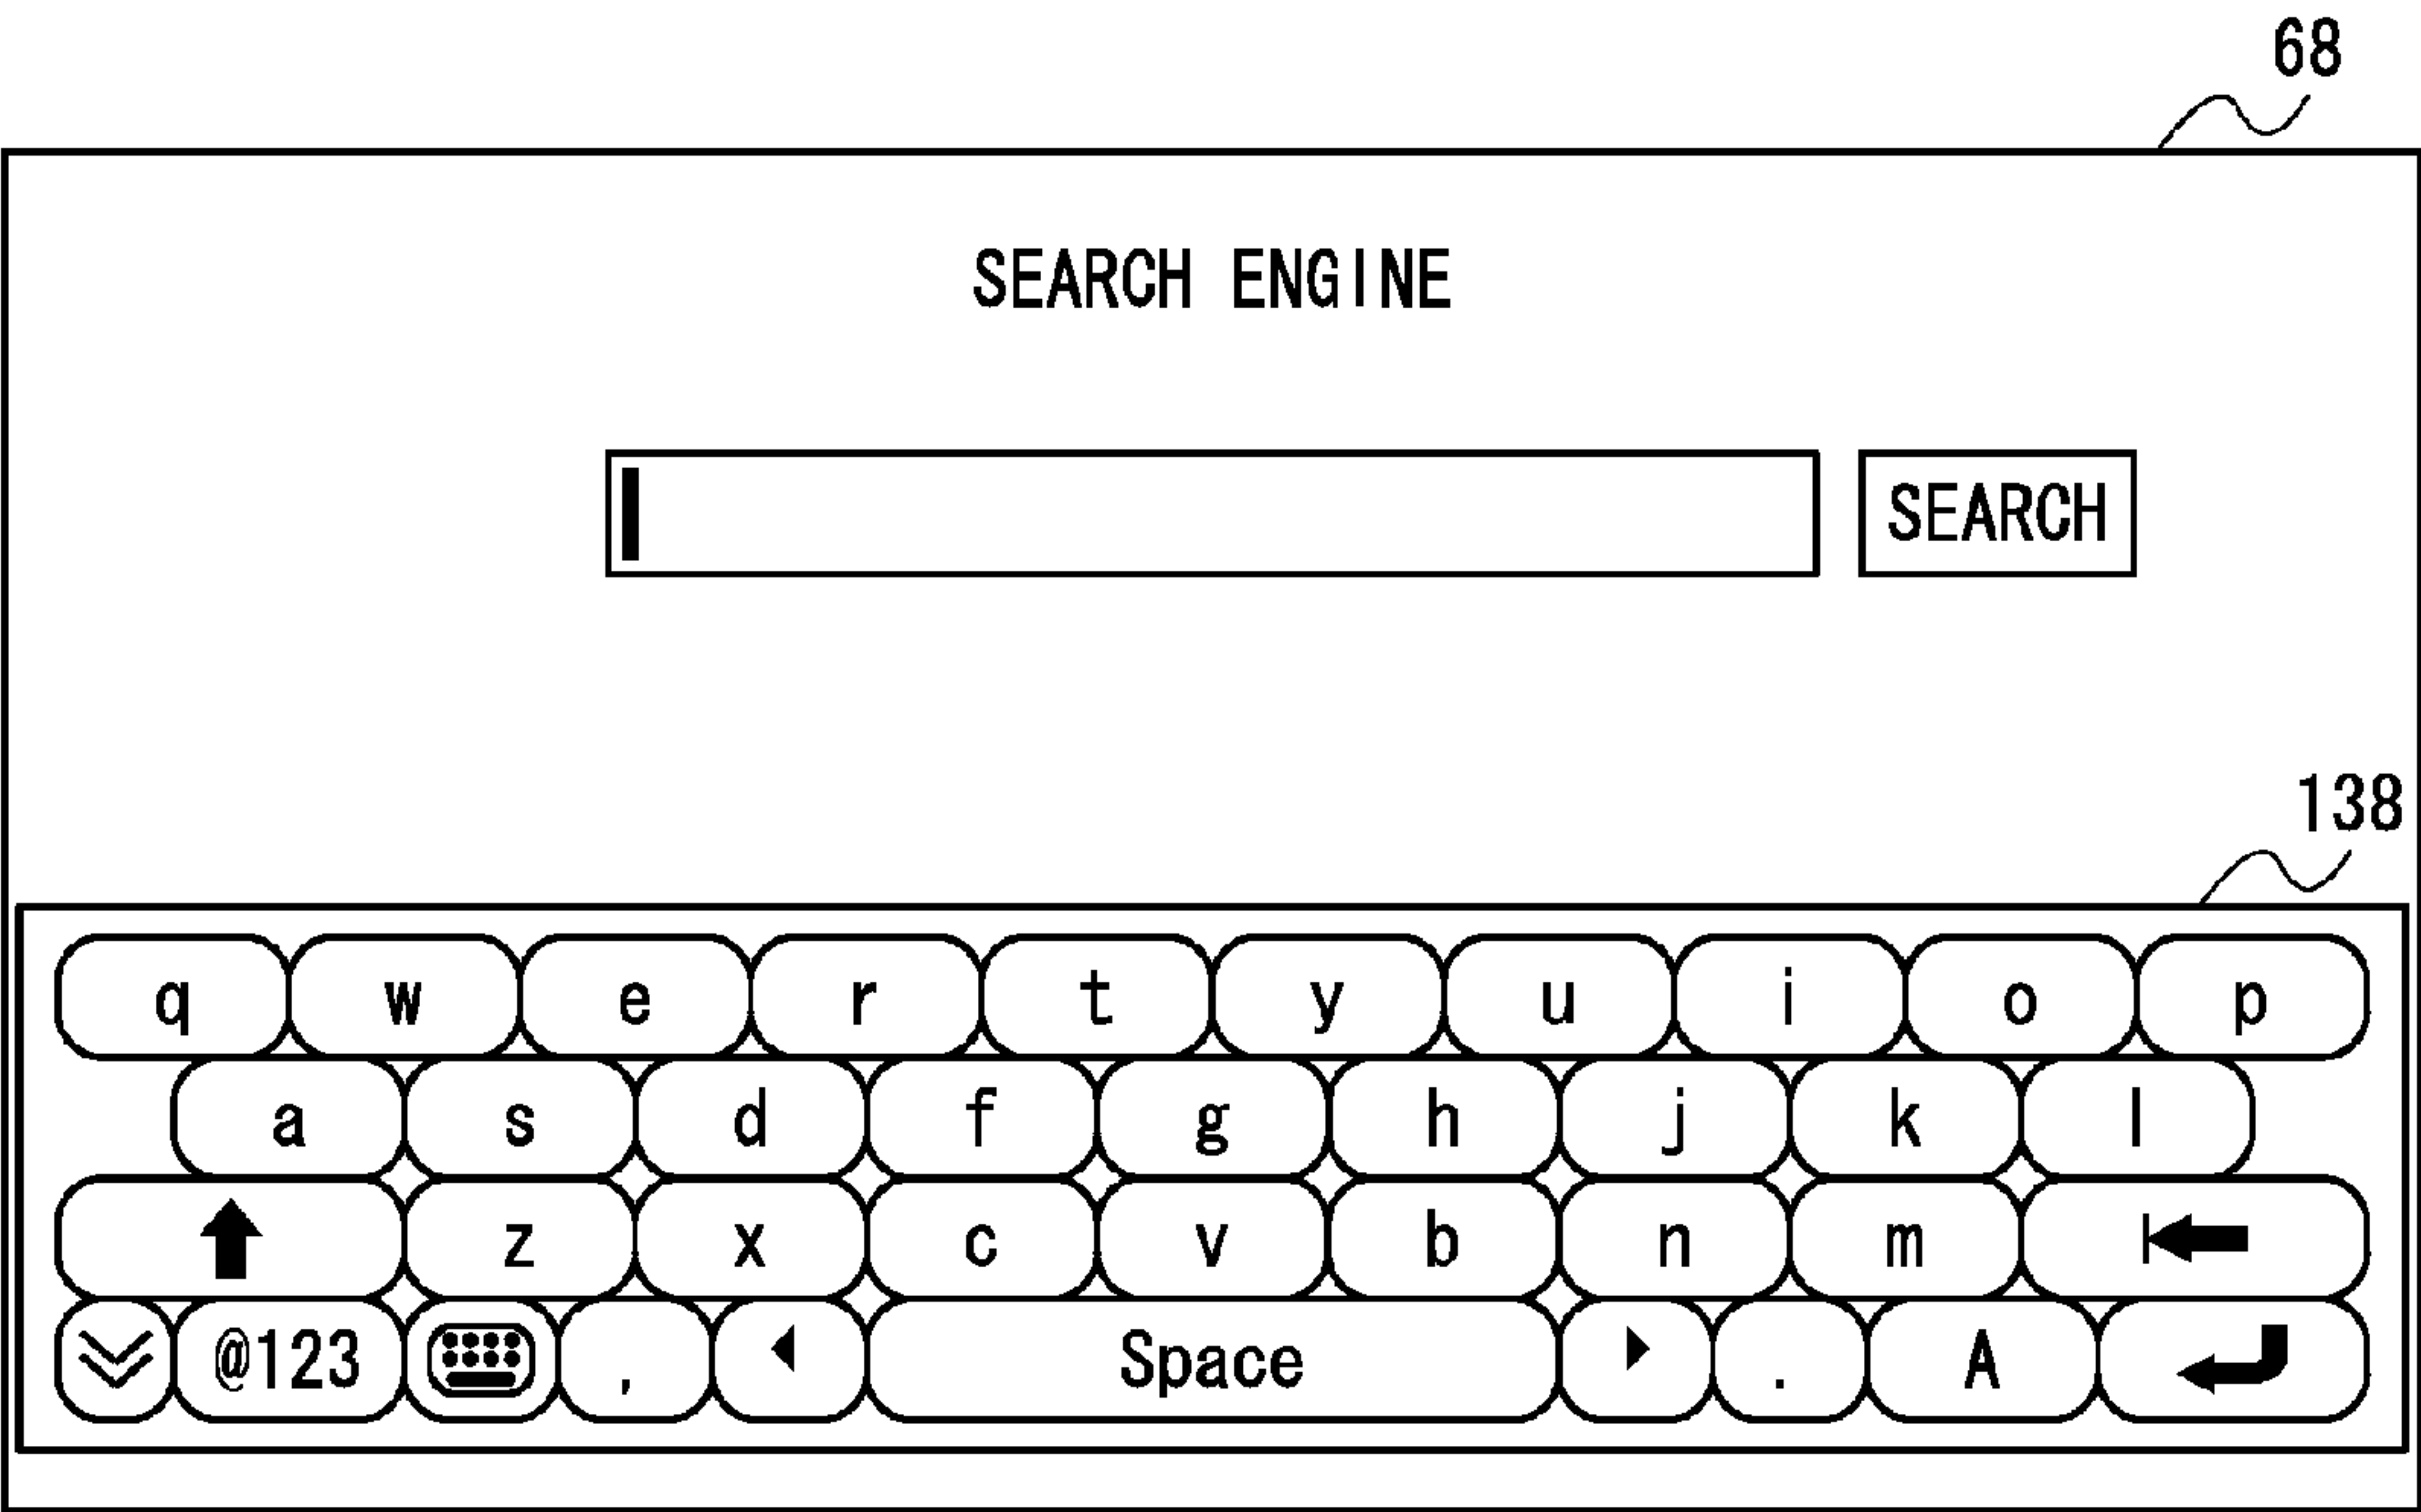 68
SEARCH ENGINE
SEARCH
138
q w e r t y u i o p
a s d f g h j k l
z x c v b n m
@123 , Space . A